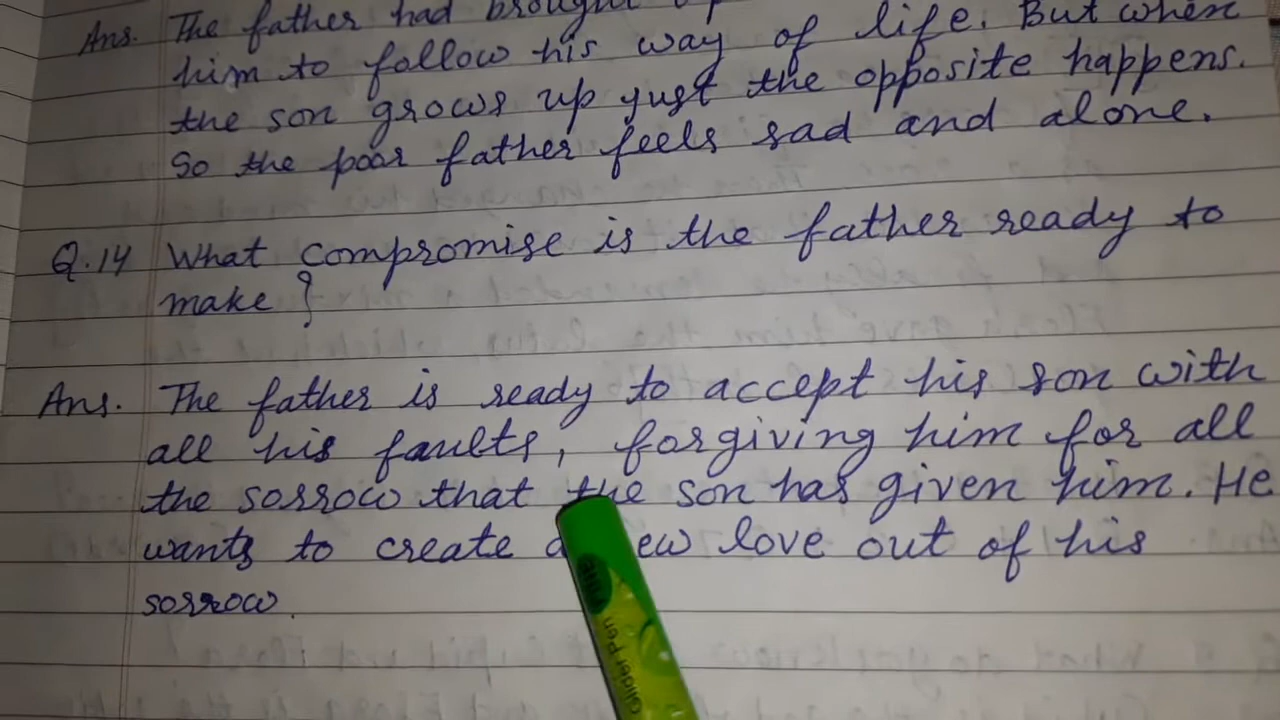 Ans. The father had brought
him to follow his way of life. But when
the son grows up just the opposite happens.
So the poor father feels sad and alone.
Q.14 What compromise is the father ready to
make?
Ans. The father is ready to accept his son with
all his faults, forgiving him for all
the sorrow that the son has given him. He
wants to create a new love out of his
sorrow.
Glider Pen